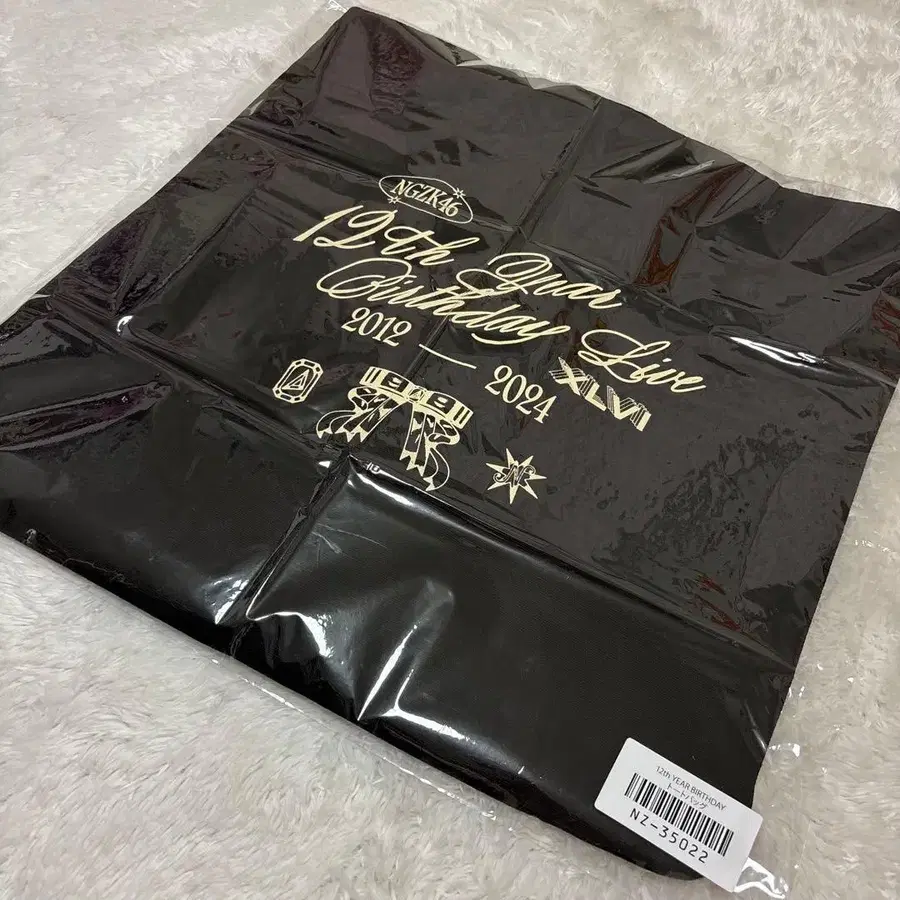 NGZK46
12th Year
Birthday Live
2012 — 2024
XLVI
N
12th YEAR BIRTHDAY
トートバッグ
NZ-35022